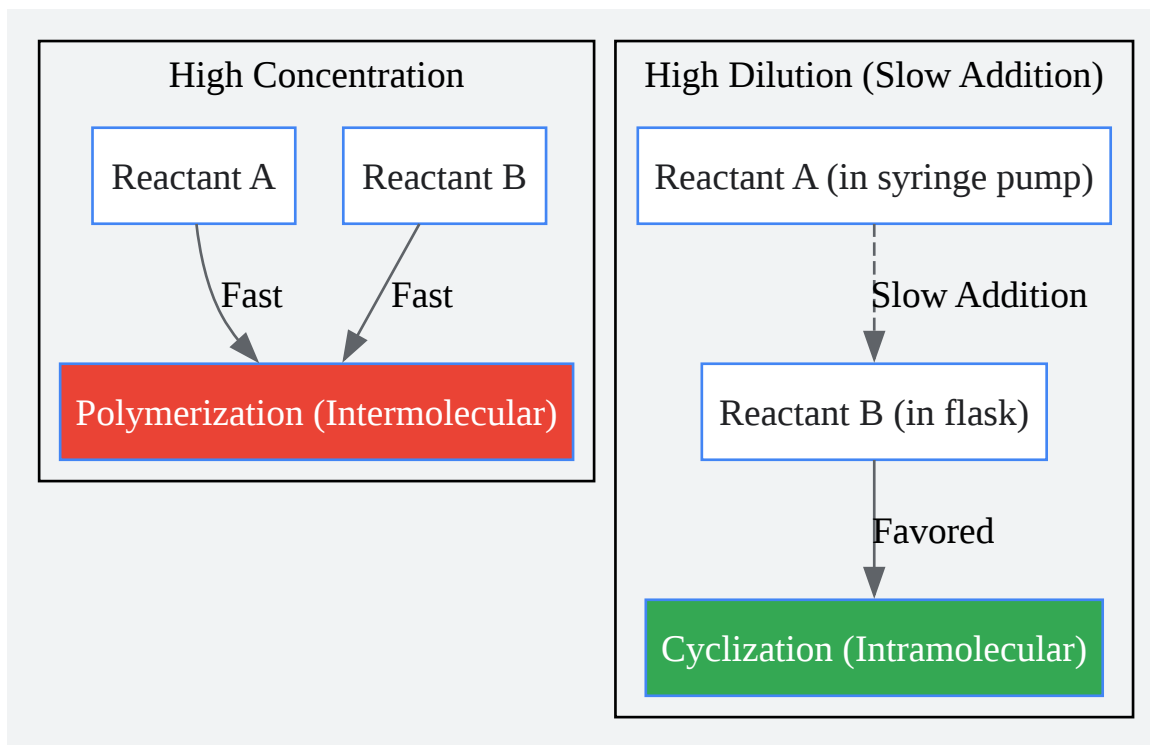 High Concentration
Reactant A
Reactant B
Fast
Fast
Polymerization (Intermolecular)
High Dilution (Slow Addition)
Reactant A (in syringe pump)
Slow Addition
Reactant B (in flask)
Favored
Cyclization (Intramolecular)